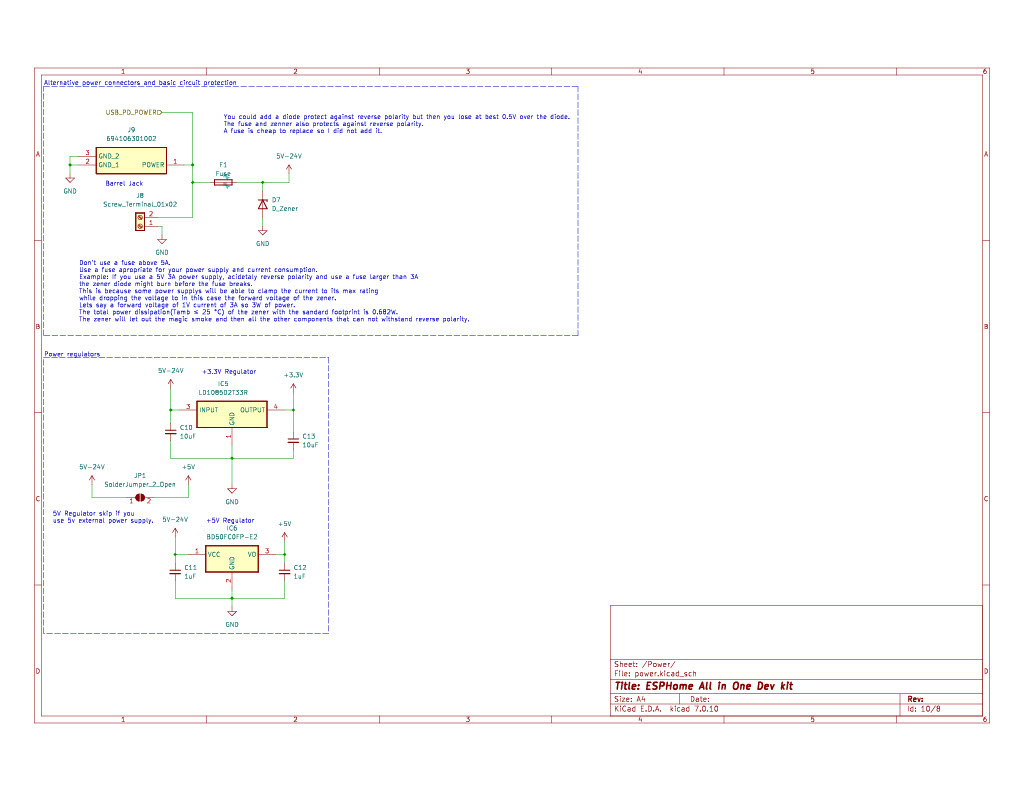 1 2 3 4 5 6
Alternative power connectors and basic circuit protection
USB_PD_POWER
You could add a diode protect against reverse polarity but then you lose at best 0.5V over the diode.
The fuse and zenner also protects against reverse polarity.
A fuse is cheap to replace so I did not add it.
J9
694106301002
3 GND_2
2 GND_1 POWER 1
GND
Barrel Jack
F1
Fuse
5V-24V
J8
Screw_Terminal_01x02
2
1
GND
D7
D_Zener
GND
A A
Don't use a fuse above 5A.
Use a fuse apropriate for your power supply and current consumption.
Example: if you use a 5V 3A power supply, acidetaly reverse polarity and use a fuse larger than 3A
the zener diode might burn before the fuse breaks.
This is because some power supplys will be able to clamp the current to its max rating
while dropping the voltage to in this case the forward voltage of the zener.
Lets say a forward voltage of 1V current of 3A so 3W of power.
The total power dissipation(Tamb ≤ 25 °C) of the zener with the sandard footprint is 0.682W.
The zener will let out the magic smoke and then all the other components that can not withstand reverse polarity.
B B
Power regulators
5V-24V
+3.3V Regulator
+3.3V
IC5
LD1085D2T33R
3 INPUT OUTPUT 4
GND
1
C10
10uF
C13
10uF
GND
5V-24V
+5V
JP1
SolderJumper_2_Open
1 2
C C
5V Regulator skip if you
use 5v external power supply.
5V-24V
+5V Regulator
+5V
IC6
BD50FC0FP-E2
1 VCC VO 3
GND
2
C11
1uF
C12
1uF
GND
D D
Sheet: /Power/
File: power.kicad_sch
Title: ESPHome All in One Dev kit
Size: A4 Date: Rev:
KiCad E.D.A. kicad 7.0.10 Id: 10/8
1 2 3 4 5 6